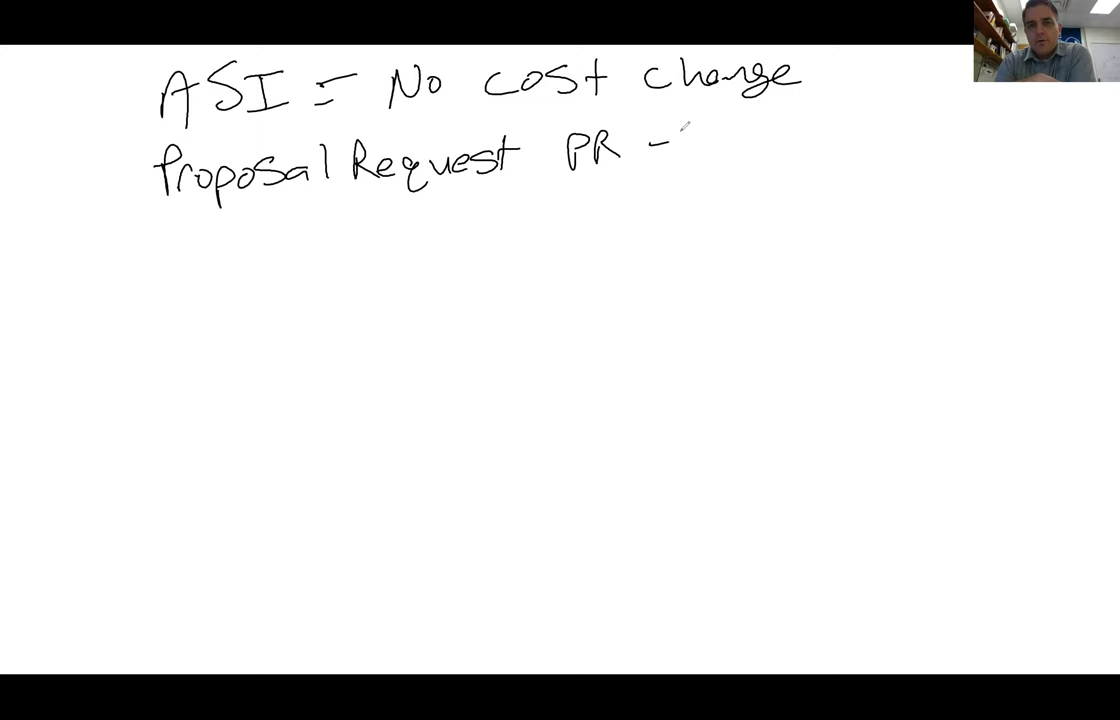 ASI = No cost change
Proposal Request PR -